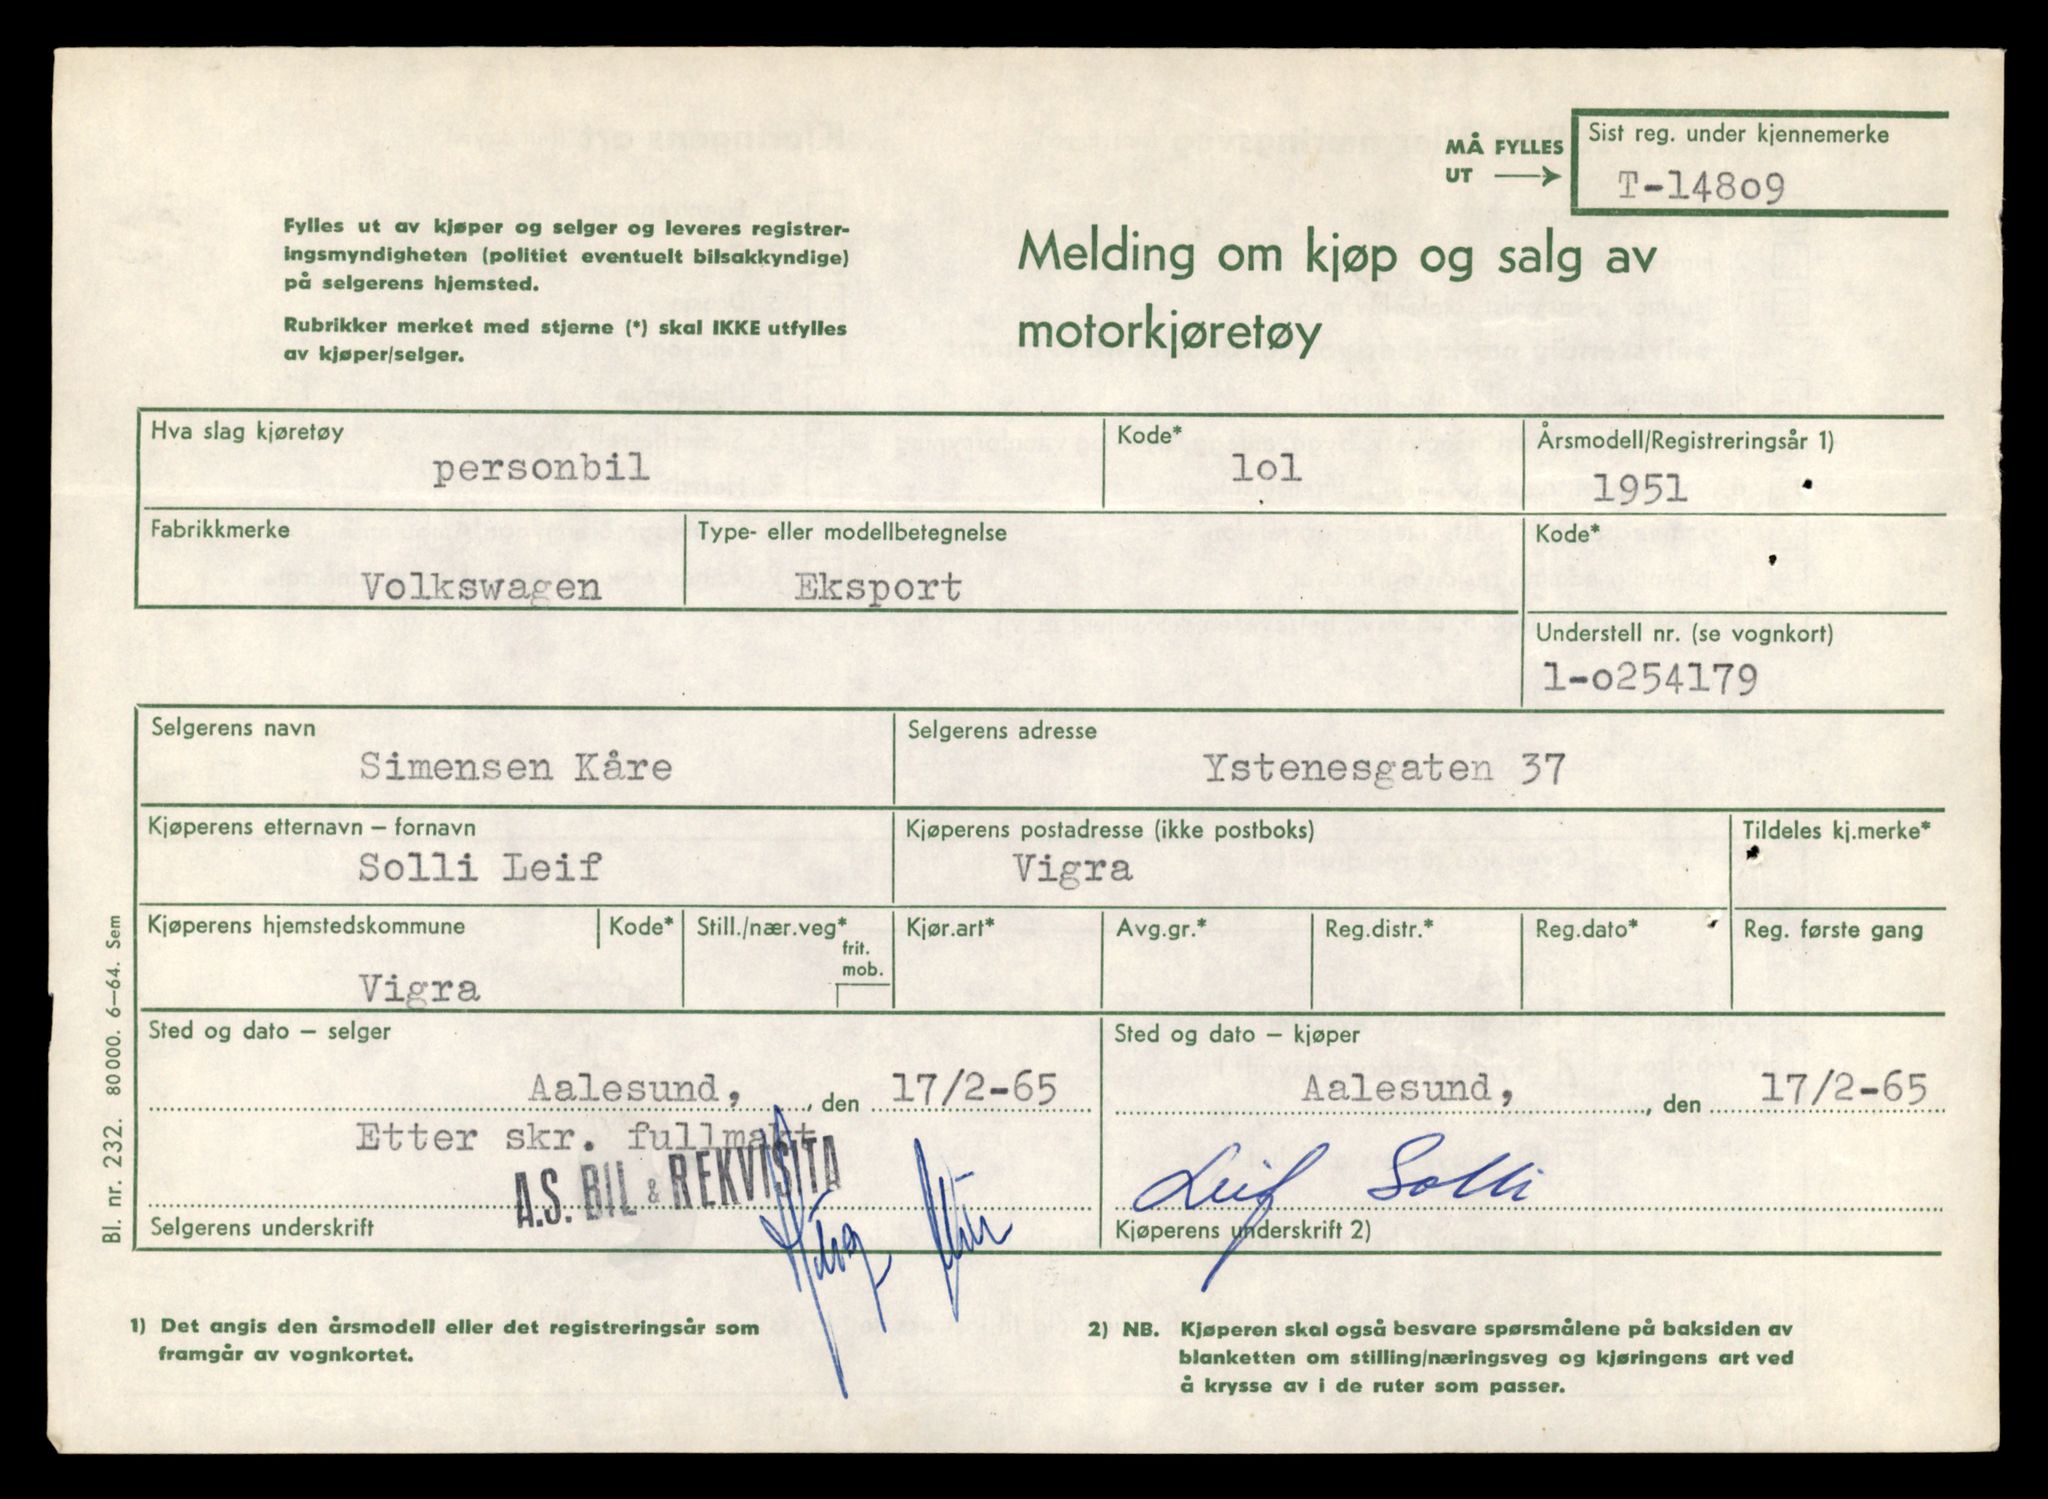 MÅ FYLLES
UT
Sist reg. under kjennemerke
T-14809
Fylles ut av kjøper og selger og leveres registrer-
ingsmyndigheten (politiet eventuelt bilsakkyndige)
på selgerens hjemsted.
Rubrikker merket med stjerne (*) skal IKKE utfylles
av kjøper/selger.
Melding om kjøp og salg av
motorkjøretøy
Hva slag kjøretøy
personbil
Kode*
lol
Årsmodell/Registreringsår 1)
1951
Fabrikkmerke
Volkswagen
Type- eller modellbetegnelse
Eksport
Kode*
Understell nr. (se vognkort)
l-o254179
Selgerens navn
Simensen Kåre
Selgerens adresse
Ystenesgaten 37
Kjøperens etternavn – fornavn
Solli Leif
Kjøperens postadresse (ikke postboks)
Vigra
Tildeles kj.merke*
Kjøperens hjemstedskommune
Vigra
Kode*
Still./nær.veg*
frit.
mob.
Kjør.art*
Avg.gr.*
Reg.distr.*
Reg.dato*
Reg. første gang
Sted og dato – selger
Aalesund, , den 17/2-65
Etter skr. fullmakt
A.S. BIL & REKVISITA
Selgerens underskrift
Sted og dato – kjøper
Aalesund, , den 17/2-65
Leif Solli
Kjøperens underskrift 2)
1) Det angis den årsmodell eller det registreringsår som
framgår av vognkortet.
2) NB. Kjøperen skal også besvare spørsmålene på baksiden av
blanketten om stilling/næringsveg og kjøringens art ved
å krysse av i de ruter som passer.
Bl. nr. 232. 80000. 6–64. Sem